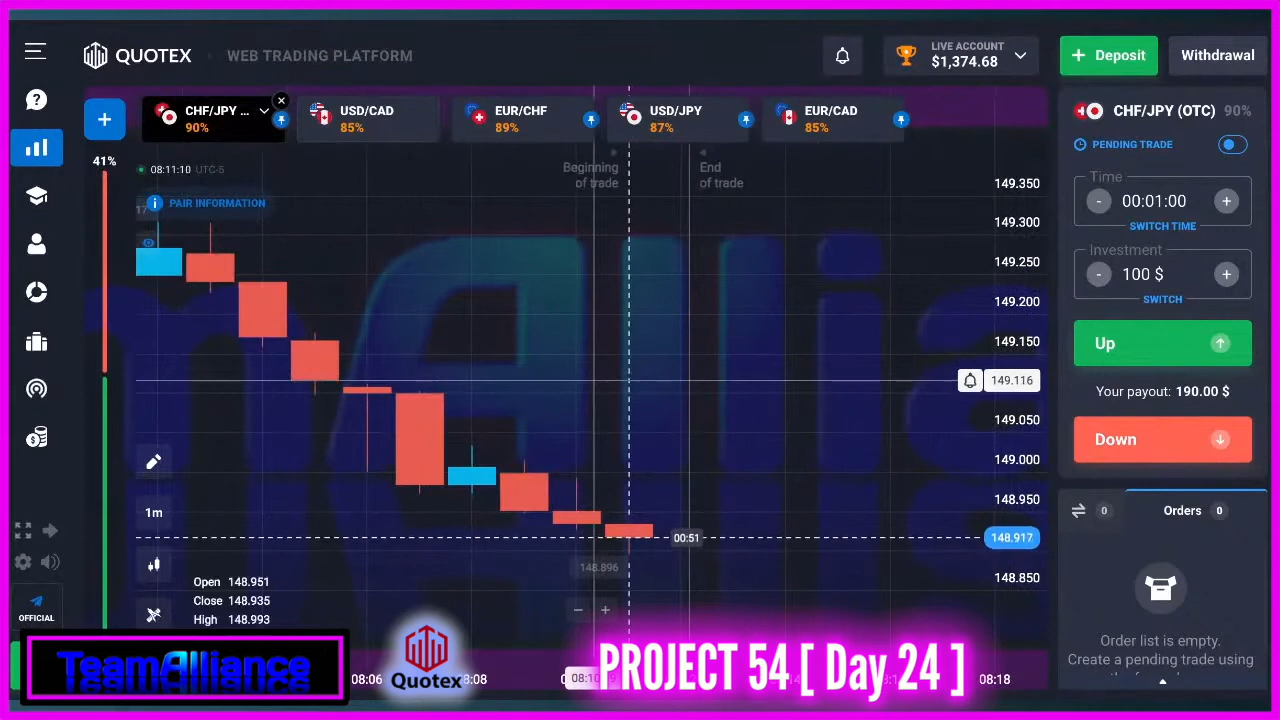 QUOTEX
WEB TRADING PLATFORM
LIVE ACCOUNT
$1,374.68
+ Deposit
Withdrawal
CHF/JPY ...
90%
USD/CAD
85%
EUR/CHF
89%
USD/JPY
87%
EUR/CAD
85%
CHF/JPY (OTC) 90%
PENDING TRADE
41%
08:11:10 UTC-5
Beginning
of trade
End
of trade
PAIR INFORMATION
Time
- 00:01:00 +
SWITCH TIME
Investment
- 100 $ +
SWITCH
Up
Your payout: 190.00 $
Down
149.350
149.300
149.250
149.200
149.150
149.116
149.050
149.000
148.950
148.917
148.850
00:51
148.896
1m
Open 148.951
Close 148.935
High 148.993
0
Orders 0
Order list is empty.
Create a pending trade using
OFFICIAL
TeamAlliance
Quotex
PROJECT 54 [ Day 24 ]
08:06
08:18